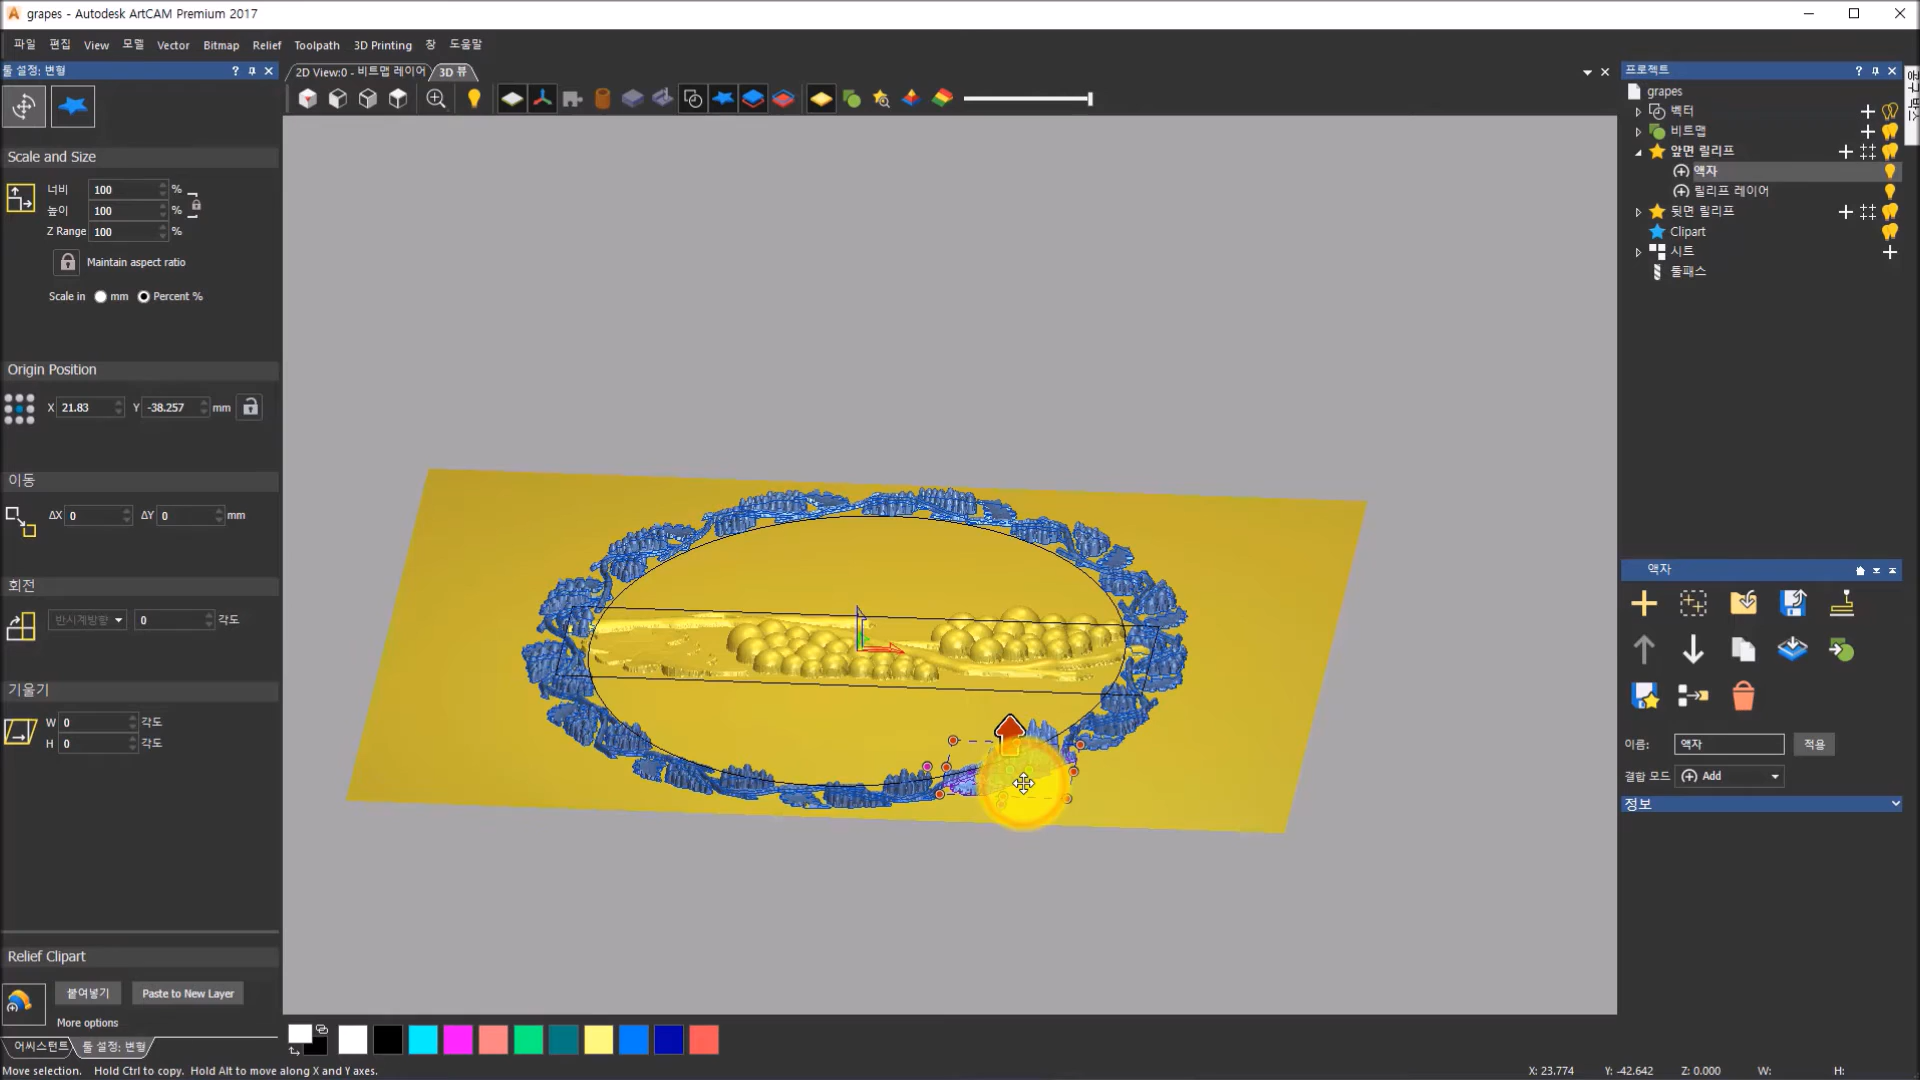 grapes - Autodesk ArtCAM Premium 2017
파일 편집 View 모델 Vector Bitmap Relief Toolpath 3D Printing 창 도움말
툴 설정: 변형 ?
2D View:0 - 비트맵 레이어 3D 뷰
프로젝트 ?
공구 박스
grapes
벡터
비트맵
앞면 릴리프
액자
릴리프 레이어
뒷면 릴리프
Clipart
시트
툴패스
Scale and Size
너비 100 %
높이 100 %
Z Range 100 %
Maintain aspect ratio
Scale in mm Percent %
Origin Position
X 21.83 Y -38.257 mm
이동
ΔX 0 ΔY 0 mm
회전
반시계방향 0 각도
기울기
W 0 각도
H 0 각도
액자
이름: 액자 적용
결합 모드 Add
정보
Relief Clipart
붙여넣기 Paste to New Layer
More options
어씨스턴트 툴 설정: 변형
Move selection. Hold Ctrl to copy. Hold Alt to move along X and Y axes.
X: 23.774 Y: -42.642 Z: 0.000 W: H: